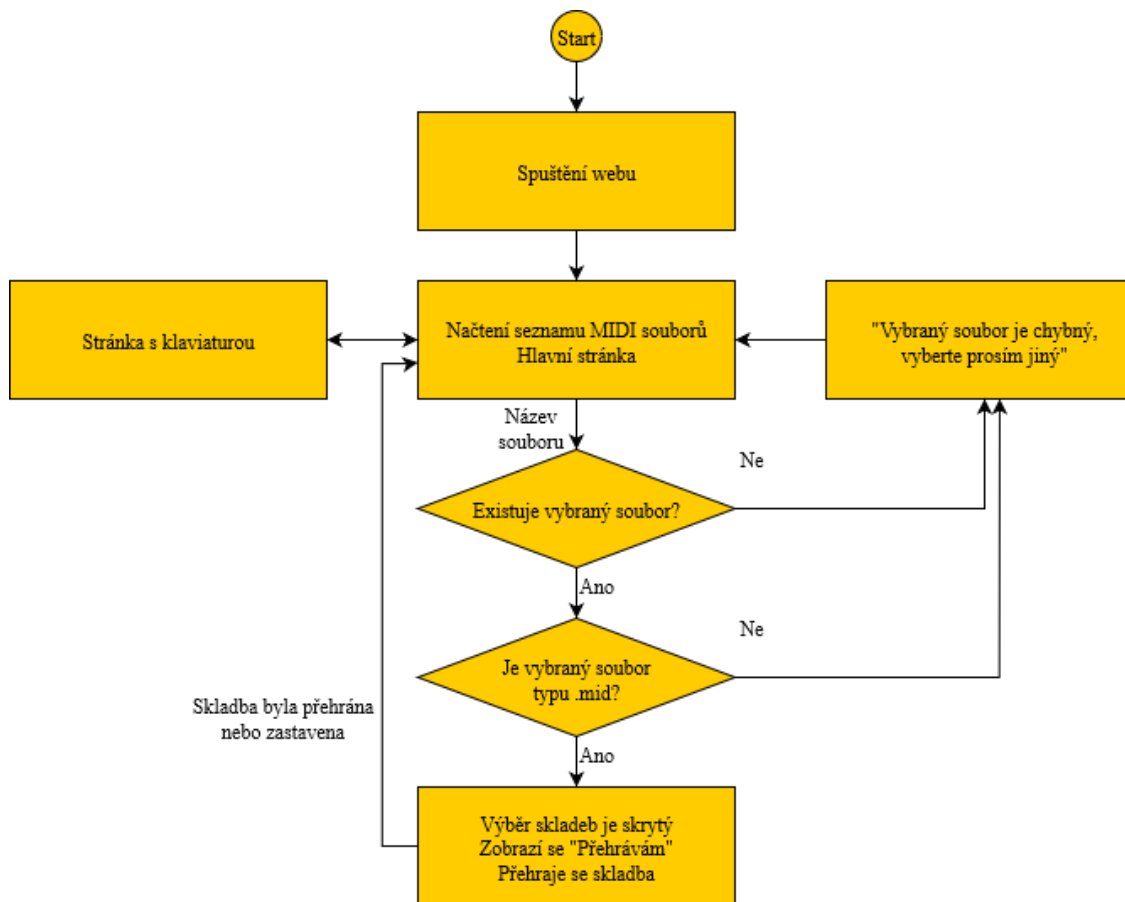 Start
Spuštění webu
Stránka s klaviaturou
Načtení seznamu MIDI souborů
Hlavní stránka
"Vybraný soubor je chybný,
vyberte prosím jiný"
Název
souboru
Ne
Existuje vybraný soubor?
Ano
Ne
Je vybraný soubor
typu .mid?
Skladba byla přehrána
nebo zastavena
Ano
Výběr skladeb je skrytý
Zobrazí se "Přehrávám"
Přehraje se skladba